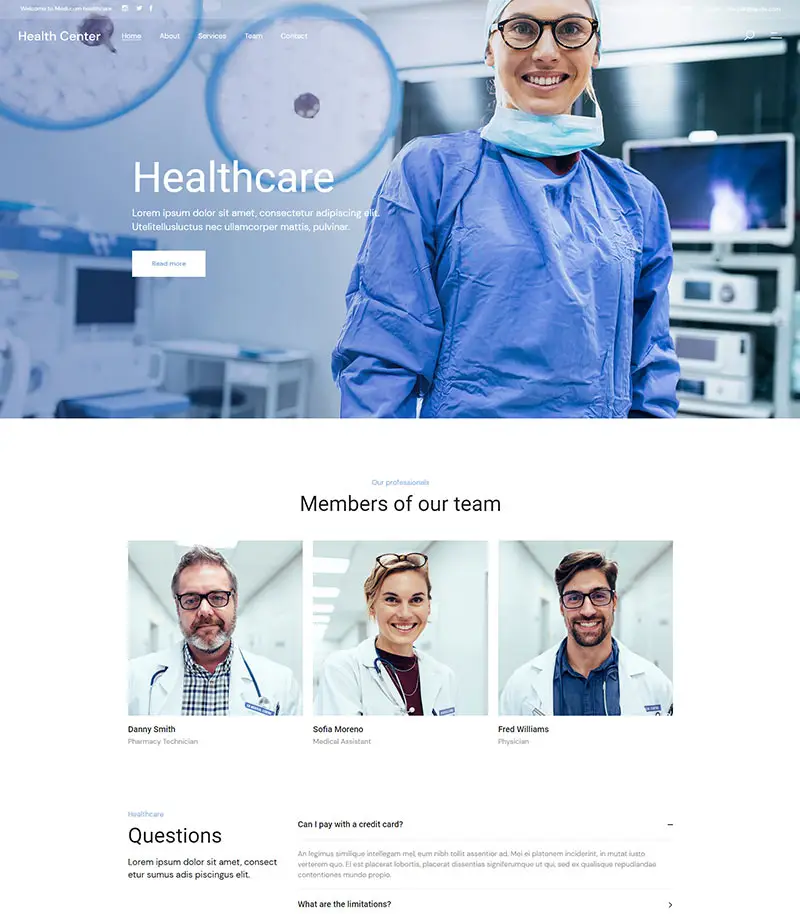 Welcome to Medicom healthcare
Health Center
Home About Services Team Contact
Healthcare
Lorem ipsum dolor sit amet, consectetur adipiscing elit.
Utelitellusluctus nec ullamcorper mattis, pulvinar.
Read more
Our professionals
Members of our team
Danny Smith
Pharmacy Technician
Sofia Moreno
Medical Assistant
Fred Williams
Physician
Healthcare
Questions
Lorem ipsum dolor sit amet, consect
etur sumus adis piscingus elit.
Can I pay with a credit card?
An legimus similique intellegam mel, eum nibh tollit assentior ad. Mei ei platonem inciderint, in mutat iusto
verterem quo. Ei est placerat lobortis, placerat dissentias signiferumque ut qui, sed ex qualisque repudiandae
contentiones mundo propio.
What are the limitations?